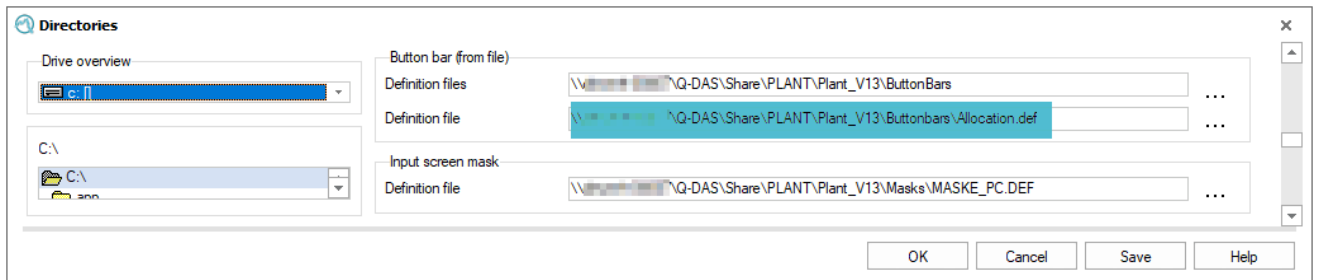 Directories
Drive overview
c: []
C:\
C:\
app
Button bar (from file)
Definition files
\Q-DAS\Share\PLANT\Plant_V13\ButtonBars
...
Definition file
\Q-DAS\Share\PLANT\Plant_V13\Buttonbars\Allocation.def
...
Input screen mask
Definition file
\Q-DAS\Share\PLANT\Plant_V13\Masks\MASKE_PC.DEF
...
OK
Cancel
Save
Help